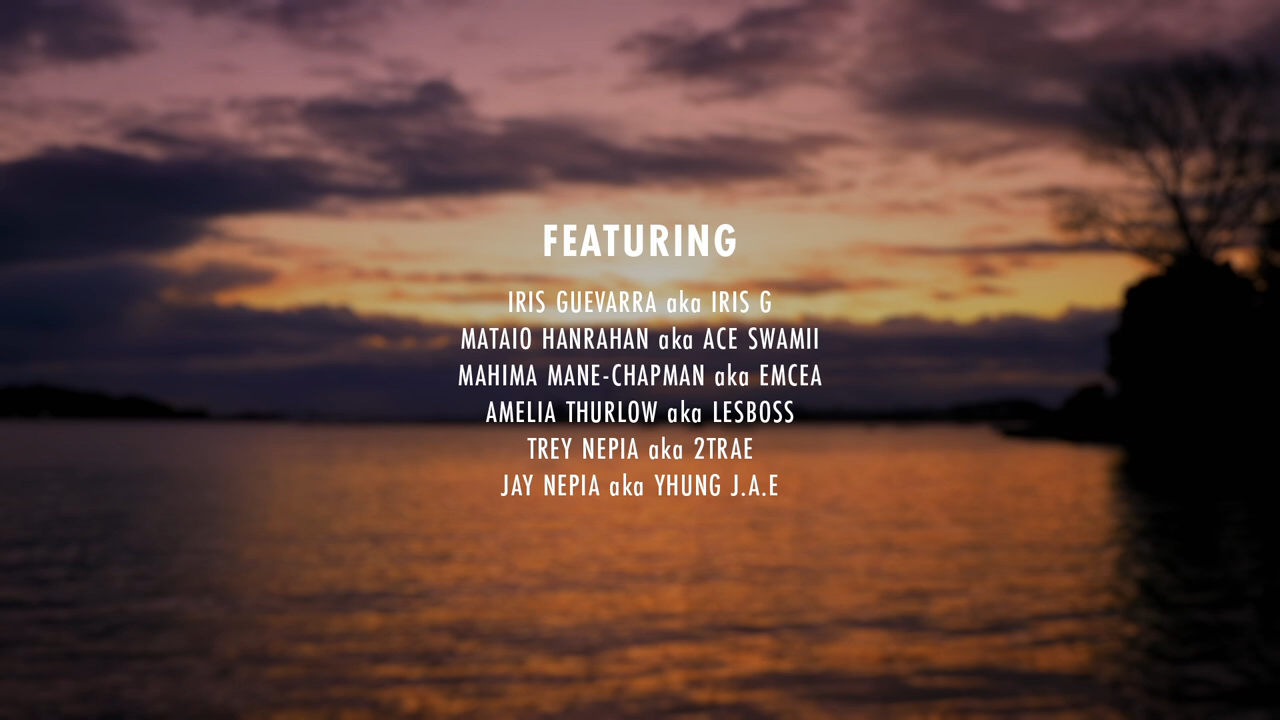 FEATURING
IRIS GUEVARRA aka IRIS G
MATAIO HANRAHAN aka ACE SWAMII
MAHIMA MANE-CHAPMAN aka EMCEA
AMELIA THURLOW aka LESBOSS
TREY NEPIA aka 2TRAE
JAY NEPIA aka YHUNG J.A.E